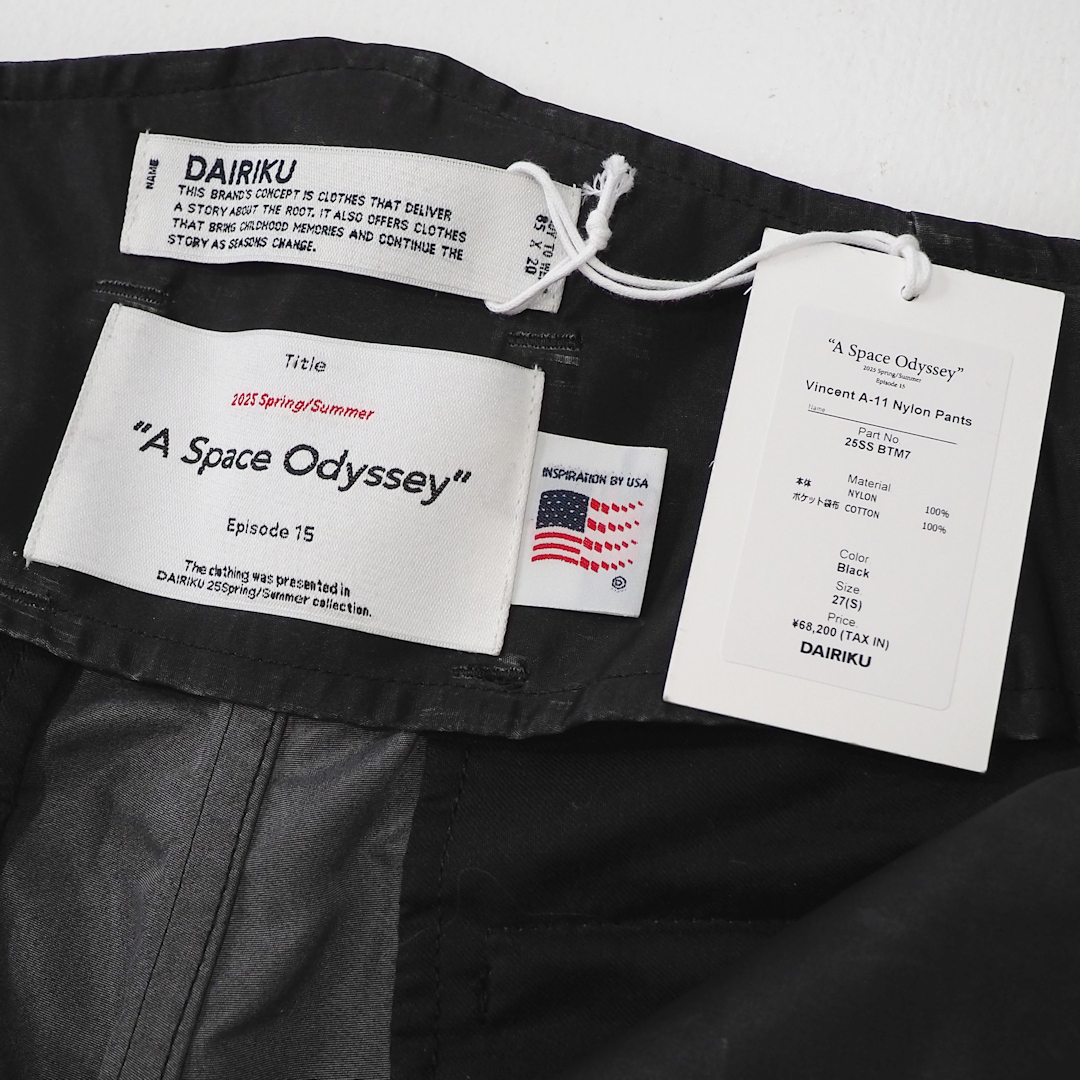 NAME
DAIRIKU
THIS BRAND'S CONCEPT IS CLOTHES THAT DELIVER
A STORY ABOUT THE ROOT. IT ALSO OFFERS CLOTHES
THAT BRING CHILDHOOD MEMORIES AND CONTINUE THE
STORY AS SEASONS CHANGE.
85 X 20
Title
2025 Spring/Summer
"A Space Odyssey"
Episode 15
The clothing was presented in
DAIRIKU 25Spring/Summer collection.
INSPIRATION BY USA
"A Space Odyssey"
2025 Spring/Summer
Episode 15
Vincent A-11 Nylon Pants
Name
Part No
25SS BTM7
Material
本体 NYLON 100%
ポケット袋布 COTTON 100%
Color
Black
Size
27(S)
Price
¥68,200 (TAX IN)
DAIRIKU